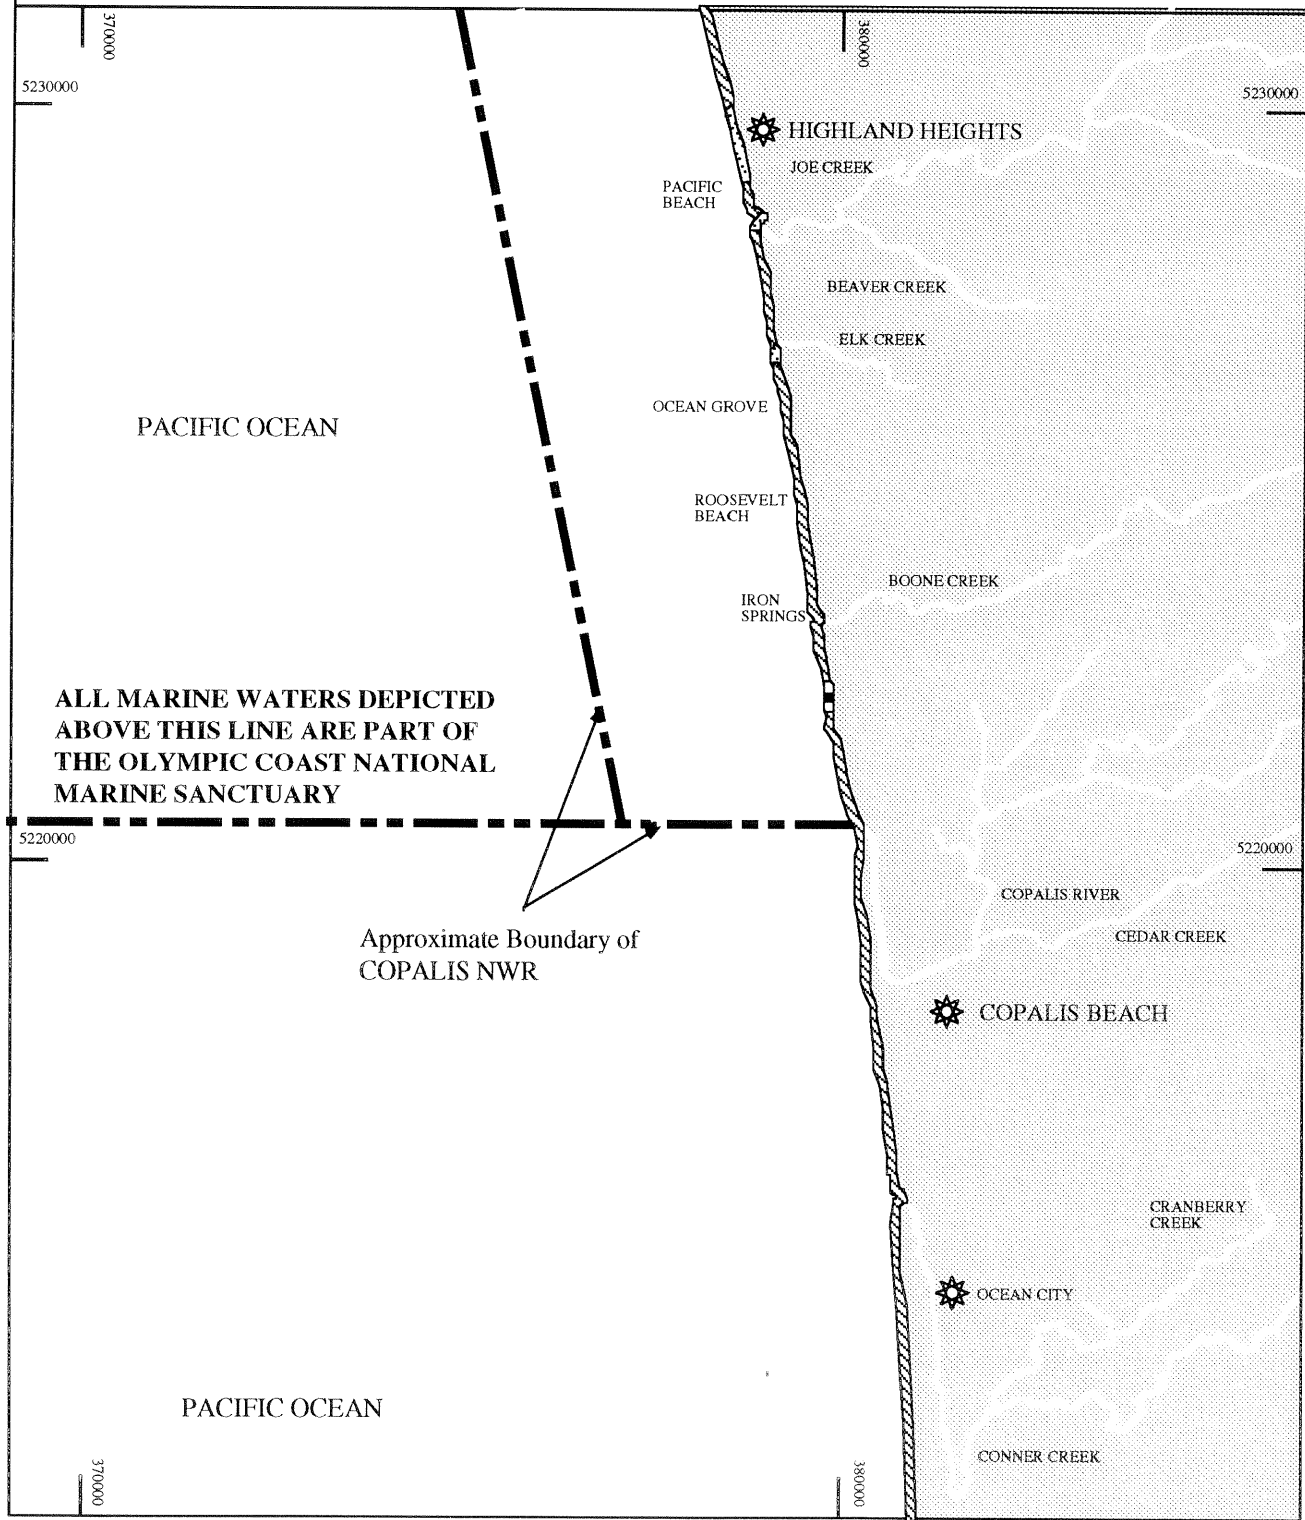 370000
380000
5230000
5230000
HIGHLAND HEIGHTS
JOE CREEK
PACIFIC
BEACH
BEAVER CREEK
ELK CREEK
OCEAN GROVE
PACIFIC OCEAN
ROOSEVELT
BEACH
BOONE CREEK
IRON
SPRINGS
ALL MARINE WATERS DEPICTED
ABOVE THIS LINE ARE PART OF
THE OLYMPIC COAST NATIONAL
MARINE SANCTUARY
5220000
5220000
COPALIS RIVER
CEDAR CREEK
Approximate Boundary of
COPALIS NWR
COPALIS BEACH
CRANBERRY
CREEK
OCEAN CITY
PACIFIC OCEAN
CONNER CREEK
370000
380000